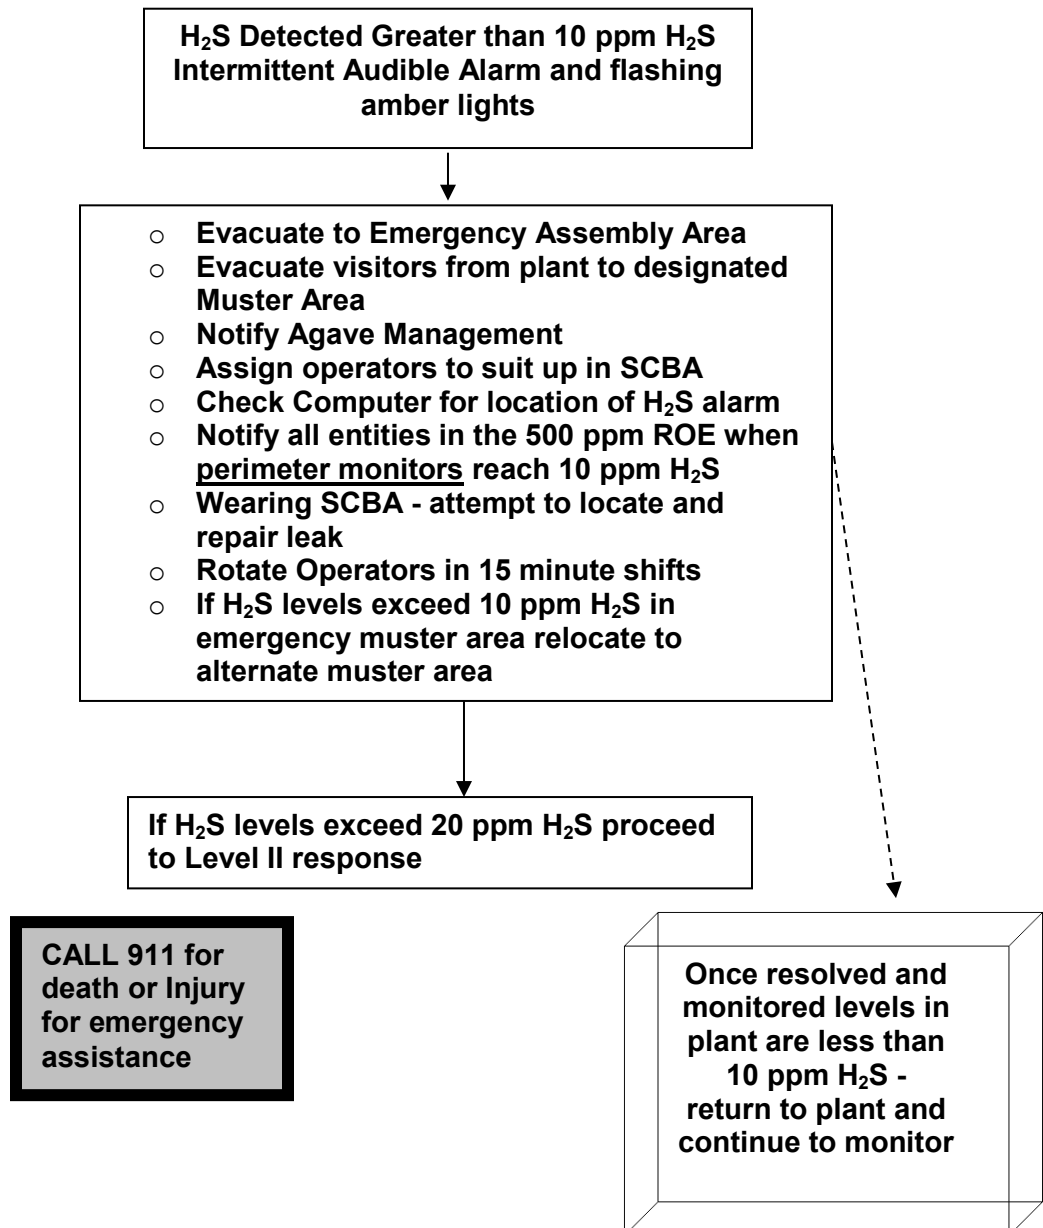 H₂S Detected Greater than 10 ppm H₂S
Intermittent Audible Alarm and flashing
amber lights
o Evacuate to Emergency Assembly Area
o Evacuate visitors from plant to designated
Muster Area
o Notify Agave Management
o Assign operators to suit up in SCBA
o Check Computer for location of H₂S alarm
o Notify all entities in the 500 ppm ROE when
perimeter monitors reach 10 ppm H₂S
o Wearing SCBA - attempt to locate and
repair leak
o Rotate Operators in 15 minute shifts
o If H₂S levels exceed 10 ppm H₂S in
emergency muster area relocate to
alternate muster area
If H₂S levels exceed 20 ppm H₂S proceed
to Level II response
CALL 911 for
death or Injury
for emergency
assistance
Once resolved and
monitored levels in
plant are less than
10 ppm H₂S -
return to plant and
continue to monitor